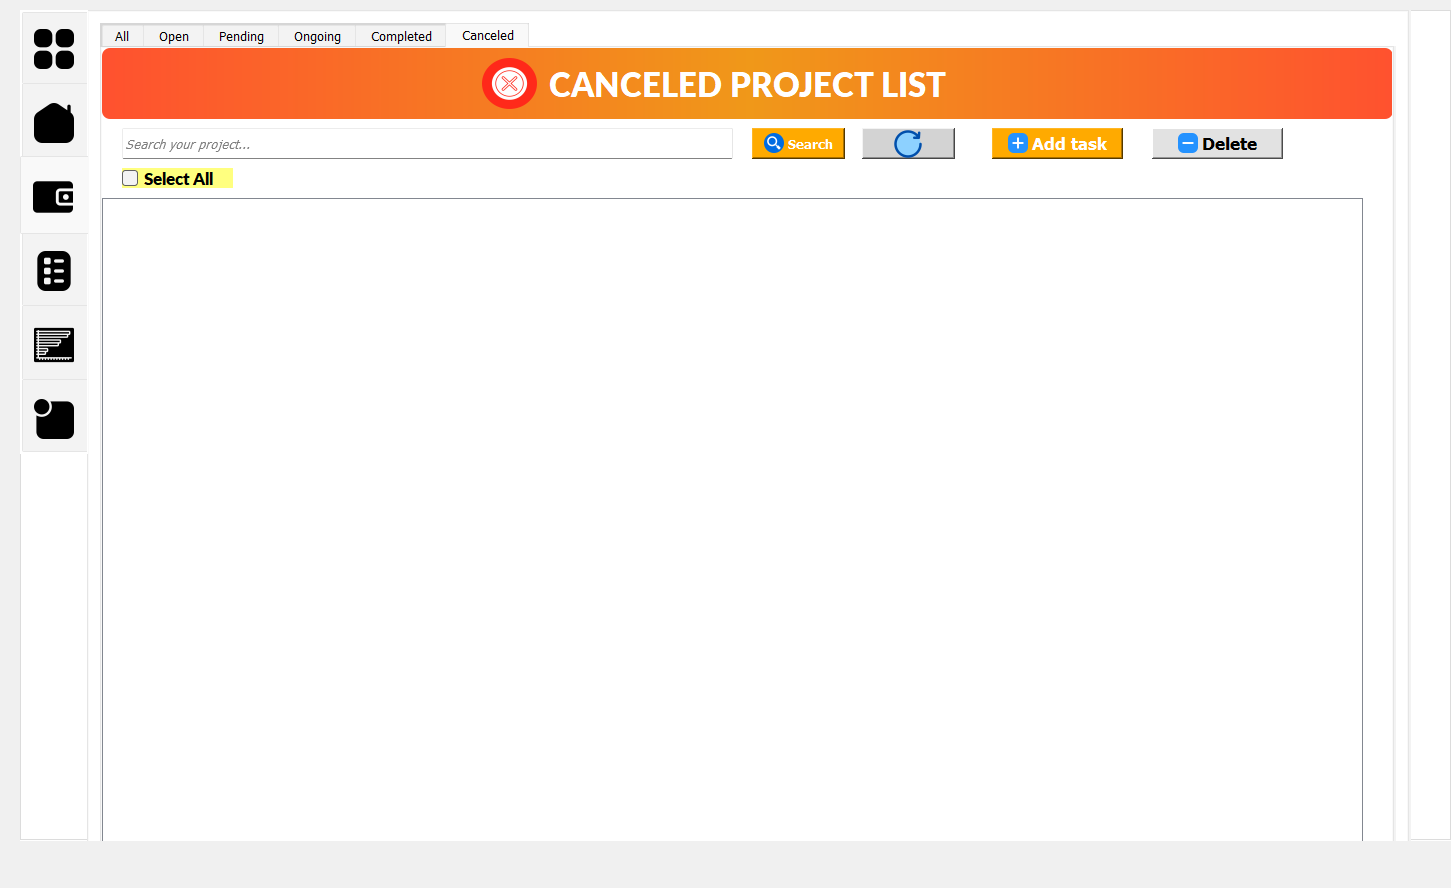 All Open Pending Ongoing Completed Canceled
CANCELED PROJECT LIST
Search your project... Search Add task Delete
Select All